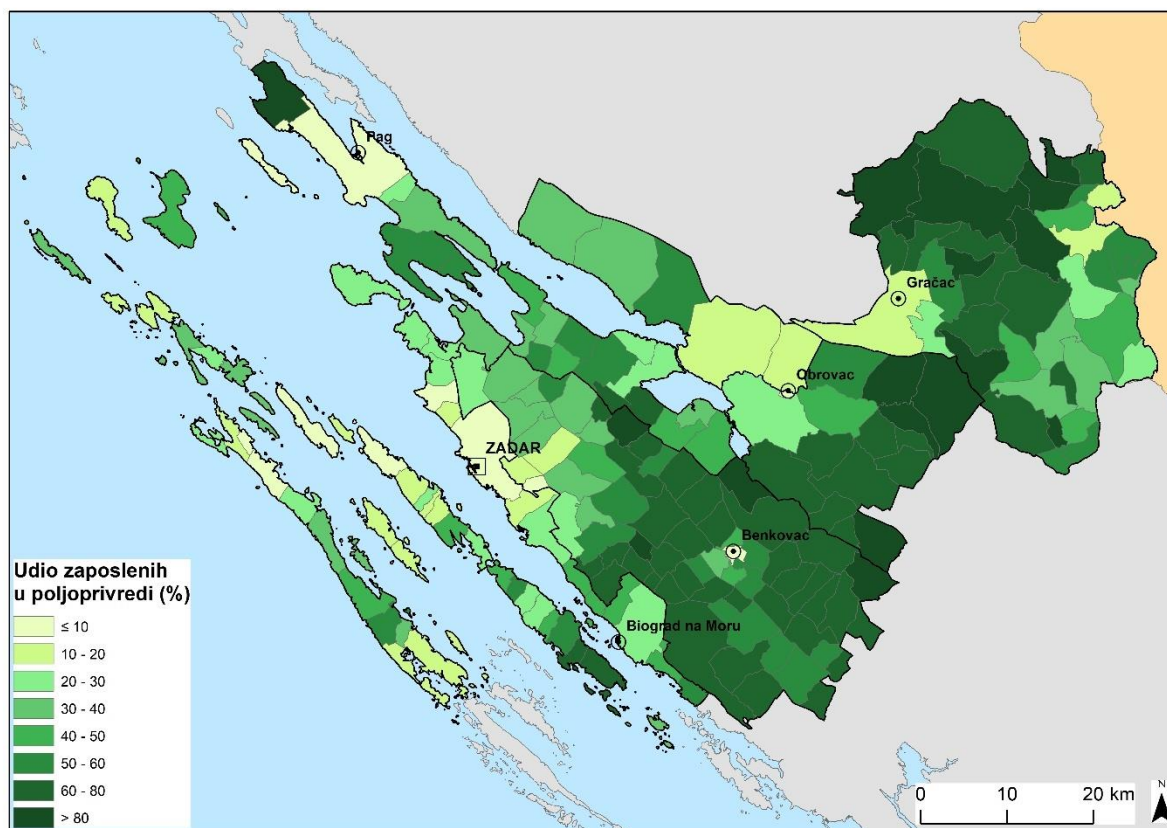 Pag
Gračac
Obrovac
ZADAR
Benkovac
Biograd na Moru
Udio zaposlenih
u poljoprivredi (%)
≤ 10
10 - 20
20 - 30
30 - 40
40 - 50
50 - 60
60 - 80
> 80
0 10 20 km
N